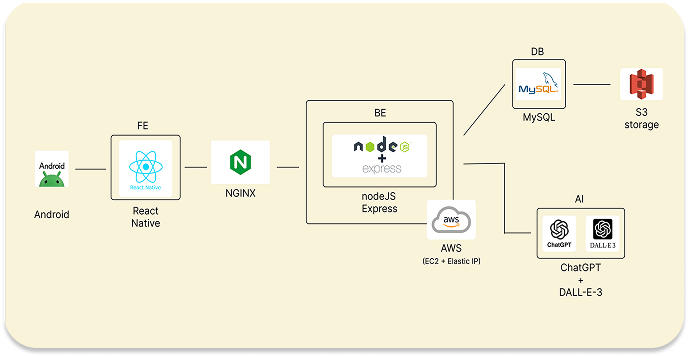 DB
MySQL
MySQL
S3
storage
FE
BE
Android
Android
React Native
React
Native
NGINX
node
JS
+
express
nodeJS
Express
aws
AWS
(EC2 + Elastic IP)
AI
ChatGPT
DALL·E 3
ChatGPT
+
DALL-E-3